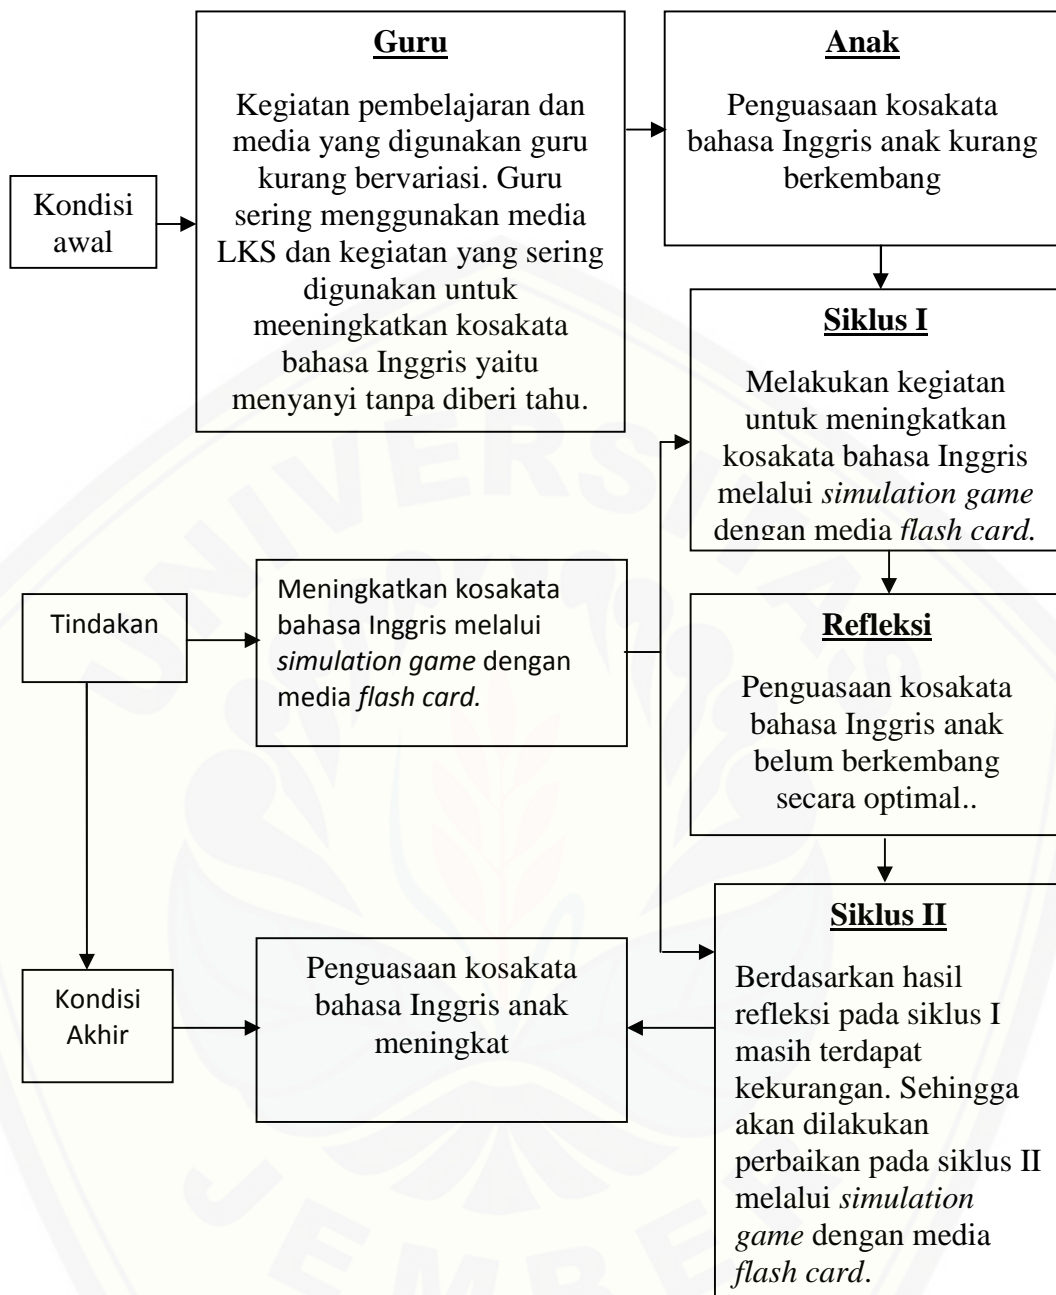 Guru
Kegiatan pembelajaran dan
media yang digunakan guru
kurang bervariasi. Guru
sering menggunakan media
LKS dan kegiatan yang sering
digunakan untuk
meeningkatkan kosakata
bahasa Inggris yaitu
menyanyi tanpa diberi tahu.
Anak
Penguasaan kosakata
bahasa Inggris anak kurang
berkembang
Kondisi
awal
Siklus I
Melakukan kegiatan
untuk meningkatkan
kosakata bahasa Inggris
melalui simulation game
dengan media flash card.
Tindakan
Meningkatkan kosakata
bahasa Inggris melalui
simulation game dengan
media flash card.
Refleksi
Penguasaan kosakata
bahasa Inggris anak
belum berkembang
secara optimal..
Siklus II
Berdasarkan hasil
refleksi pada siklus I
masih terdapat
kekurangan. Sehingga
akan dilakukan
perbaikan pada siklus II
melalui simulation
game dengan media
flash card.
Kondisi
Akhir
Penguasaan kosakata
bahasa Inggris anak
meningkat
UNIVERSITAS
JEMBER